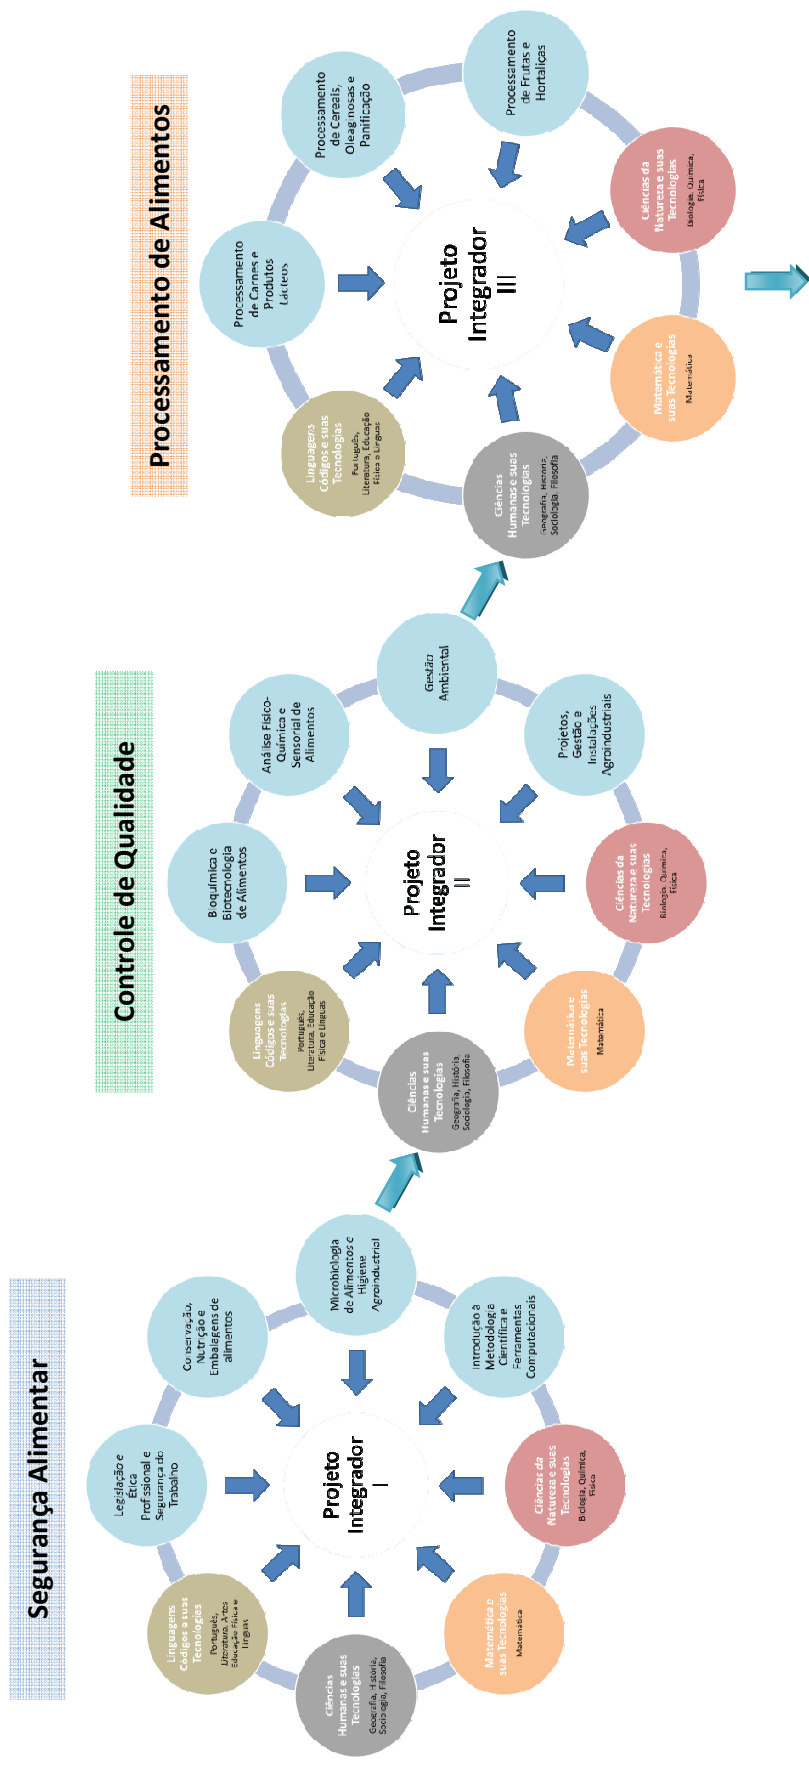 Segurança Alimentar
Legislação e
Ética
Profissional e
Segurança do
Trabalho
Conservação,
Nutrição e
Embalagens de
alimentos
Microbiologia
de Alimentos e
Higiene
Agroindustrial
Introdução à
Metodologia
Científica e
Ferramentas
Computacionais
Ciências da
Natureza e suas
Tecnologias
Biologia, Química,
Física
Matemática e
suas Tecnologias
Matemática
Ciências
Humanas e suas
Tecnologias
Geografia, História,
Sociologia, Filosofia
Linguagens
Códigos e suas
Tecnologias
Português,
Literatura, Artes
Educação Física e
Línguas
Projeto
Integrador
I
Controle de Qualidade
Bioquímica e
Biotecnologia
de Alimentos
Análise Físico-
Química e
Sensorial de
Alimentos
Gestão
Ambiental
Projetos,
Gestão e
Instalações
Agroindustriais
Ciências da
Natureza e suas
Tecnologias
Biologia, Química,
Física
Matemática e
suas Tecnologias
Matemática
Ciências
Humanas e suas
Tecnologias
Geografia, História,
Sociologia, Filosofia
Linguagens
Códigos e suas
Tecnologias
Português,
Literatura, Educação
Física e Línguas
Projeto
Integrador
II
Processamento de Alimentos
Processamento
de Carnes e
Produtos
Lácteos
Processamento
de Cereais,
Oleaginosas e
Panificação
Processamento
de Frutas e
Hortaliças
Ciências da
Natureza e suas
Tecnologias
Biologia, Química,
Física
Matemática e
suas Tecnologias
Matemática
Ciências
Humanas e suas
Tecnologias
Geografia, História,
Sociologia, Filosofia
Linguagens
Códigos e suas
Tecnologias
Português,
Literatura, Educação
Física e Línguas
Projeto
Integrador
III